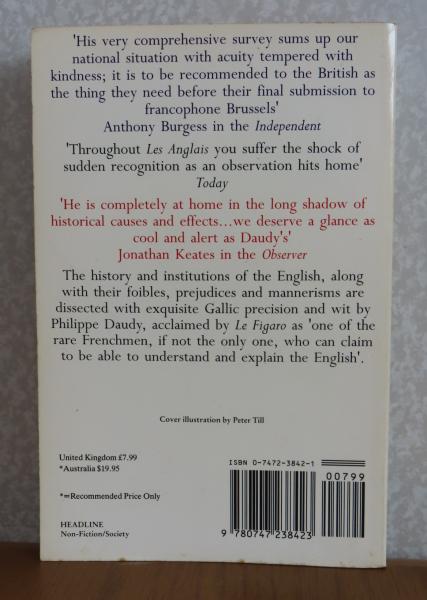 'His very comprehensive survey sums up our
national situation with acuity tempered with
kindness; it is to be recommended to the British as
the thing they need before their final submission to
francophone Brussels'
Anthony Burgess in the Independent
'Throughout Les Anglais you suffer the shock of
sudden recognition as an observation hits home'
Today
'He is completely at home in the long shadow of
historical causes and effects...we deserve a glance as
cool and alert as Daudy's'
Jonathan Keates in the Observer
The history and institutions of the English, along
with their foibles, prejudices and mannerisms are
dissected with exquisite Gallic precision and wit by
Philippe Daudy, acclaimed by Le Figaro as 'one of the
rare Frenchmen, if not the only one, who can claim
to be able to understand and explain the English'.
Cover illustration by Peter Till
United Kingdom £7.99
*Australia $19.95
*=Recommended Price Only
HEADLINE
Non-Fiction/Society
ISBN 0-7472-3842-1
00799
9 780747 238423